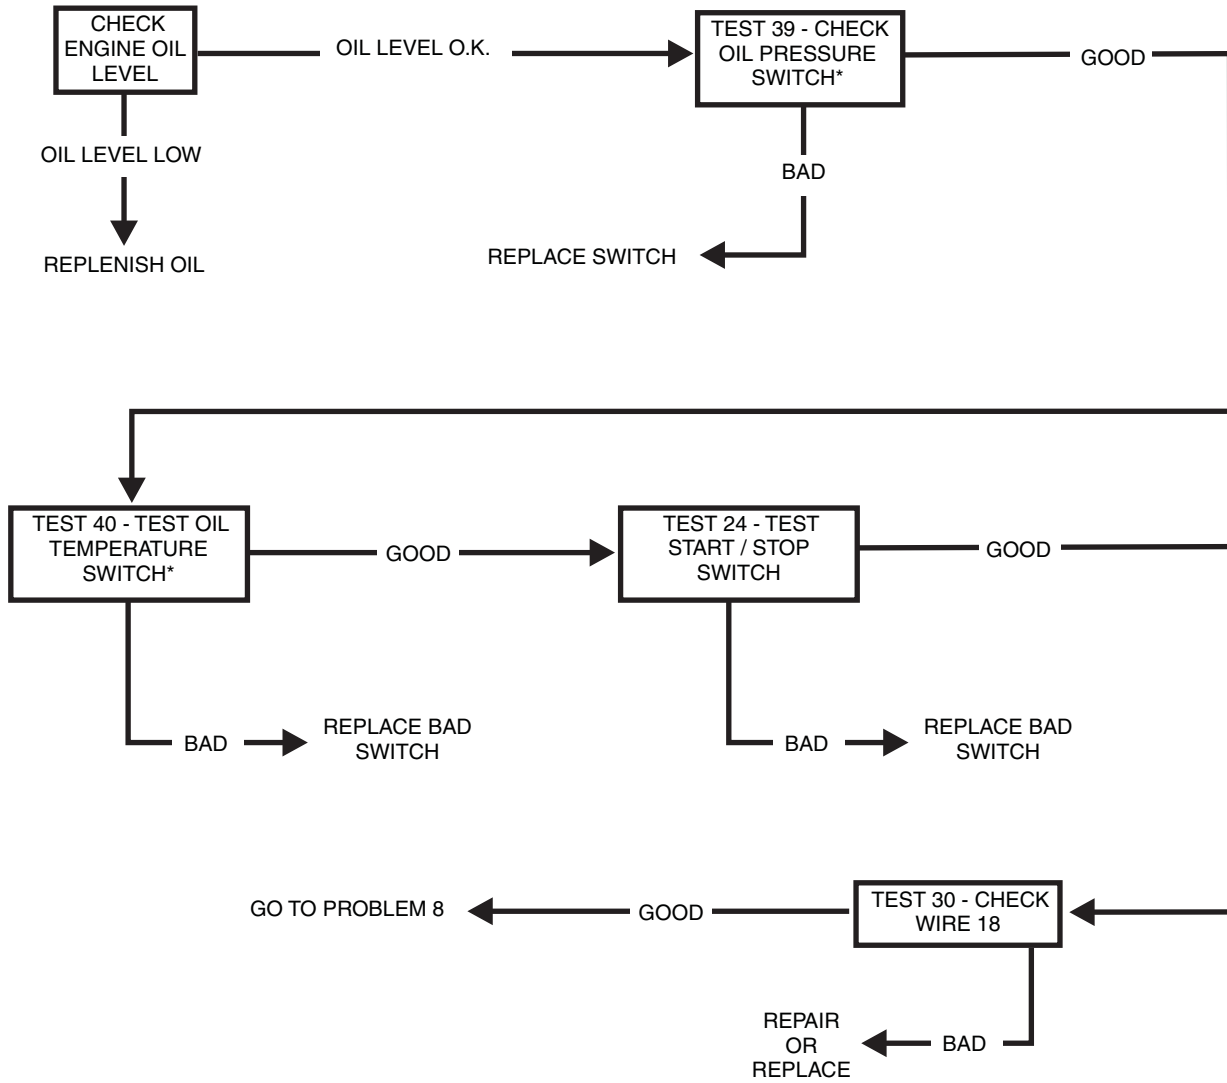 CHECK
ENGINE OIL
LEVEL
OIL LEVEL O.K.
TEST 39 - CHECK
OIL PRESSURE
SWITCH*
GOOD
OIL LEVEL LOW
BAD
REPLENISH OIL
REPLACE SWITCH
TEST 40 - TEST OIL
TEMPERATURE
SWITCH*
GOOD
TEST 24 - TEST
START / STOP
SWITCH
GOOD
BAD
REPLACE BAD
SWITCH
BAD
REPLACE BAD
SWITCH
GO TO PROBLEM 8
GOOD
TEST 30 - CHECK
WIRE 18
REPAIR
OR
REPLACE
BAD